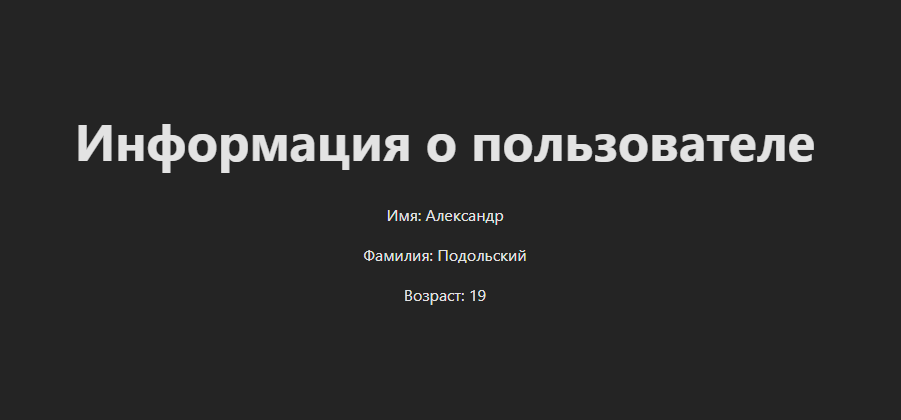 Информация о пользователе
Имя: Александр
Фамилия: Подольский
Возраст: 19